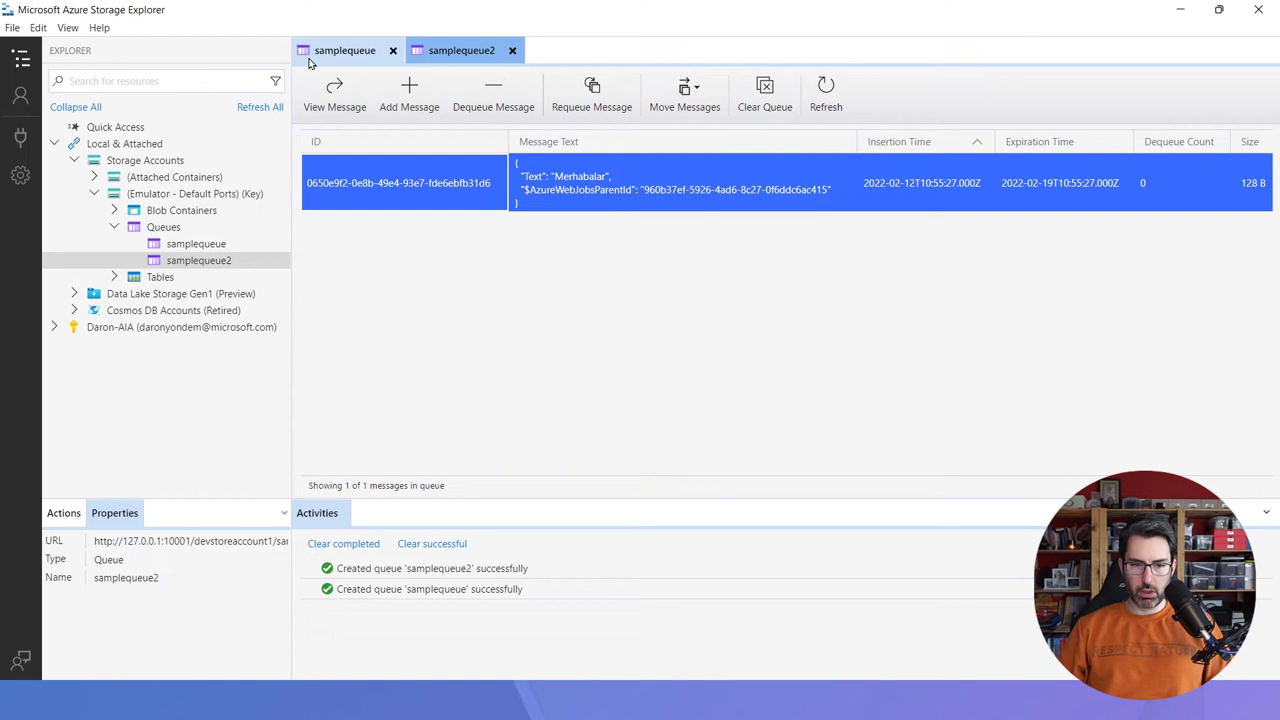 Microsoft Azure Storage Explorer
File Edit View Help
EXPLORER
Search for resources
Collapse All Refresh All
Quick Access
Local & Attached
Storage Accounts
(Attached Containers)
(Emulator - Default Ports) (Key)
Blob Containers
Queues
samplequeue
samplequeue2
Tables
Data Lake Storage Gen1 (Preview)
Cosmos DB Accounts (Retired)
Daron-AIA (daronyondem@microsoft.com)
Actions Properties
URL http://127.0.0.1:10001/devstoreaccount1/sar
Type Queue
Name samplequeue2
samplequeue samplequeue2
View Message Add Message Dequeue Message Requeue Message Move Messages Clear Queue Refresh
ID Message Text Insertion Time Expiration Time Dequeue Count Size
0650e9f2-0e8b-49e4-93e7-fde6ebfb31d6
{
"Text": "Merhabalar",
"$AzureWebJobsParentId": "960b37ef-5926-4ad6-8c27-0f6ddc6ac415"
}
2022-02-12T10:55:27.000Z 2022-02-19T10:55:27.000Z 0 128 B
Showing 1 of 1 messages in queue
Activities
Clear completed Clear successful
Created queue 'samplequeue2' successfully
Created queue 'samplequeue' successfully
RESPECT NATURE